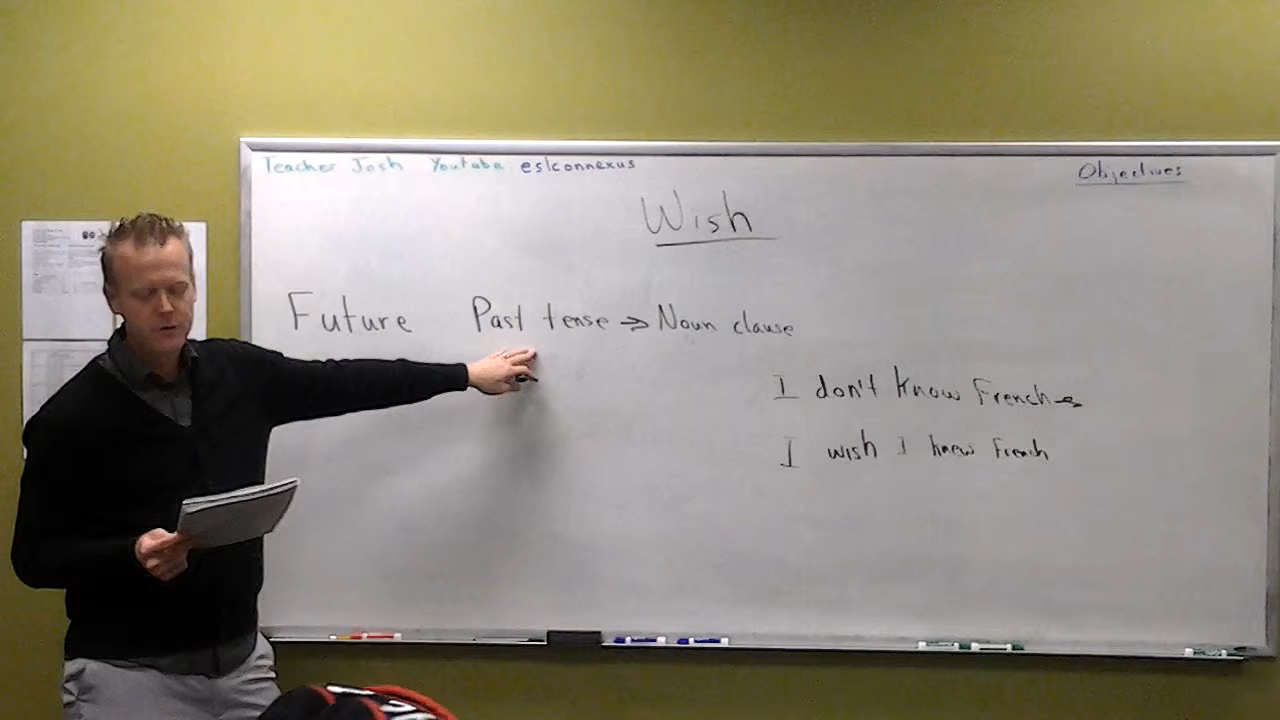 Teacher Josh Youtube eslconnexus
Objectives
Wish
Future Past tense → Noun clause
I don't know French
I wish I knew French